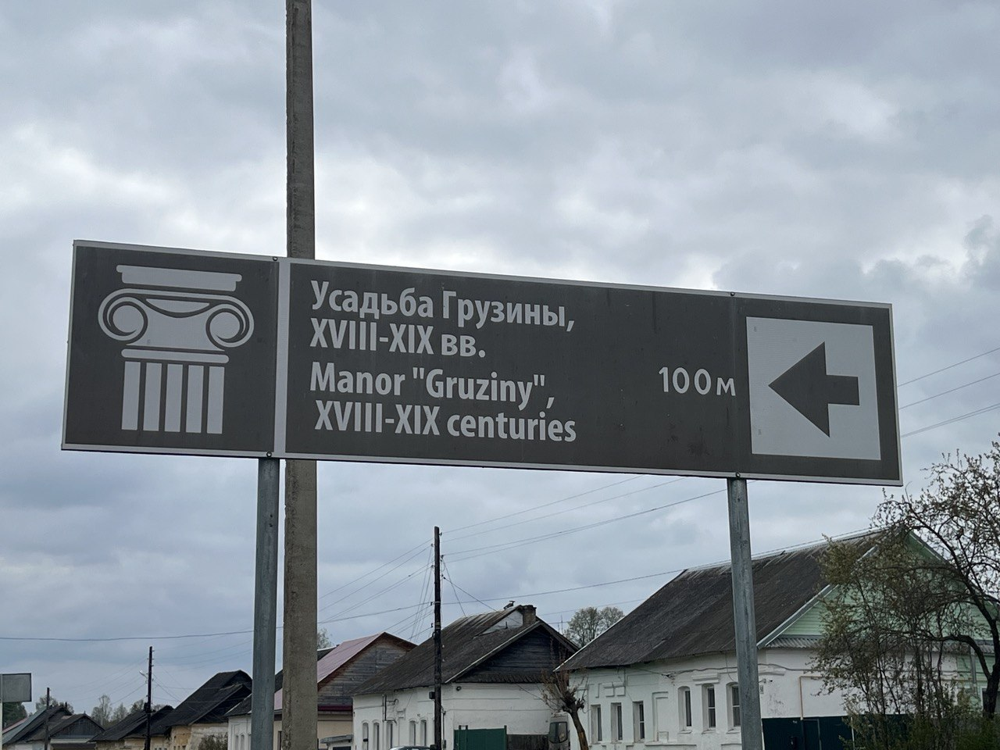 Усадьба Грузины,
XVIII-XIX вв.
Manor "Gruziny",
XVIII-XIX centuries
100м